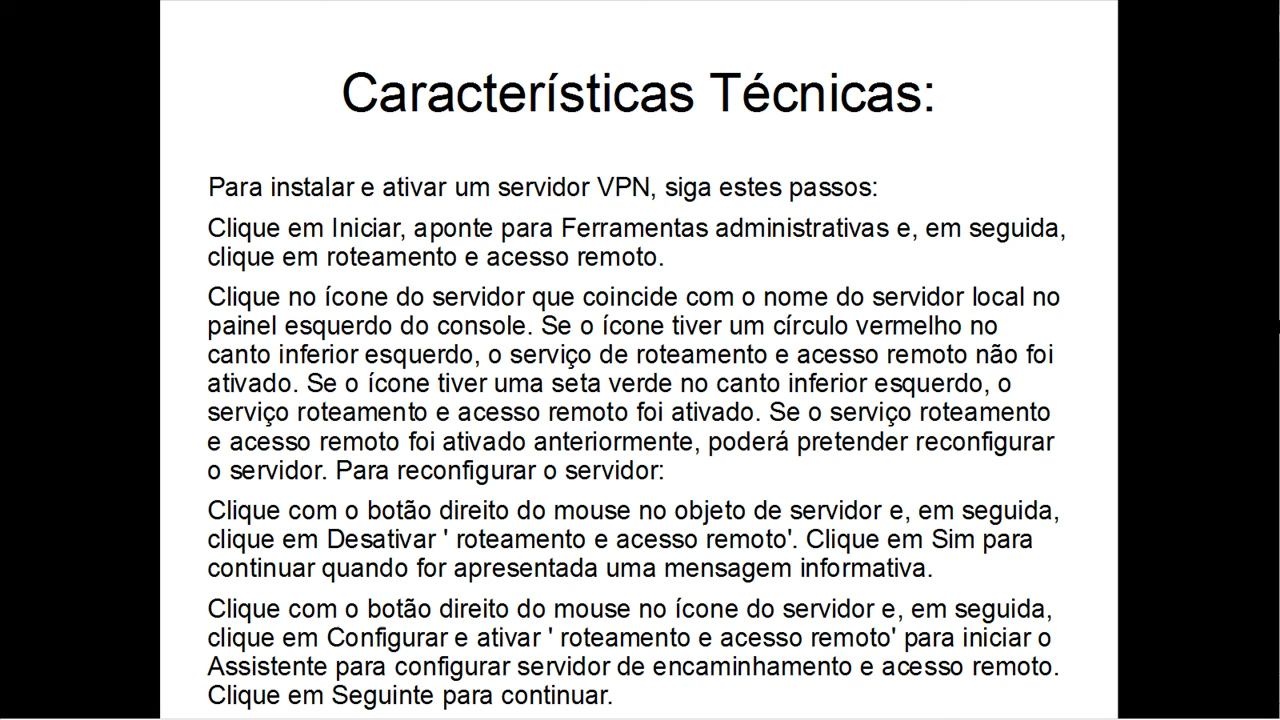 Características Técnicas:
Para instalar e ativar um servidor VPN, siga estes passos:
Clique em Iniciar, aponte para Ferramentas administrativas e, em seguida,
clique em roteamento e acesso remoto.
Clique no ícone do servidor que coincide com o nome do servidor local no
painel esquerdo do console. Se o ícone tiver um círculo vermelho no
canto inferior esquerdo, o serviço de roteamento e acesso remoto não foi
ativado. Se o ícone tiver uma seta verde no canto inferior esquerdo, o
serviço roteamento e acesso remoto foi ativado. Se o serviço roteamento
e acesso remoto foi ativado anteriormente, poderá pretender reconfigurar
o servidor. Para reconfigurar o servidor:
Clique com o botão direito do mouse no objeto de servidor e, em seguida,
clique em Desativar ' roteamento e acesso remoto'. Clique em Sim para
continuar quando for apresentada uma mensagem informativa.
Clique com o botão direito do mouse no ícone do servidor e, em seguida,
clique em Configurar e ativar ' roteamento e acesso remoto' para iniciar o
Assistente para configurar servidor de encaminhamento e acesso remoto.
Clique em Seguinte para continuar.